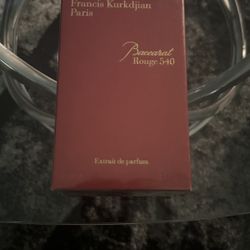 Francis Kurkdjian
Paris
Baccarat
Rouge 540
Extrait de parfum